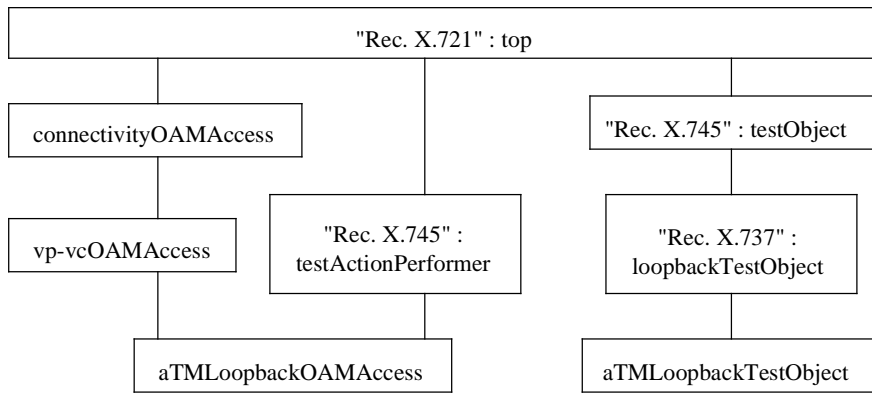 "Rec. X.721" : top
connectivityOAMAccess
"Rec. X.745" : testObject
vp-vcOAMAccess
"Rec. X.745" :
testActionPerformer
"Rec. X.737" :
loopbackTestObject
aTMLoopbackOAMAccess
aTMLoopbackTestObject